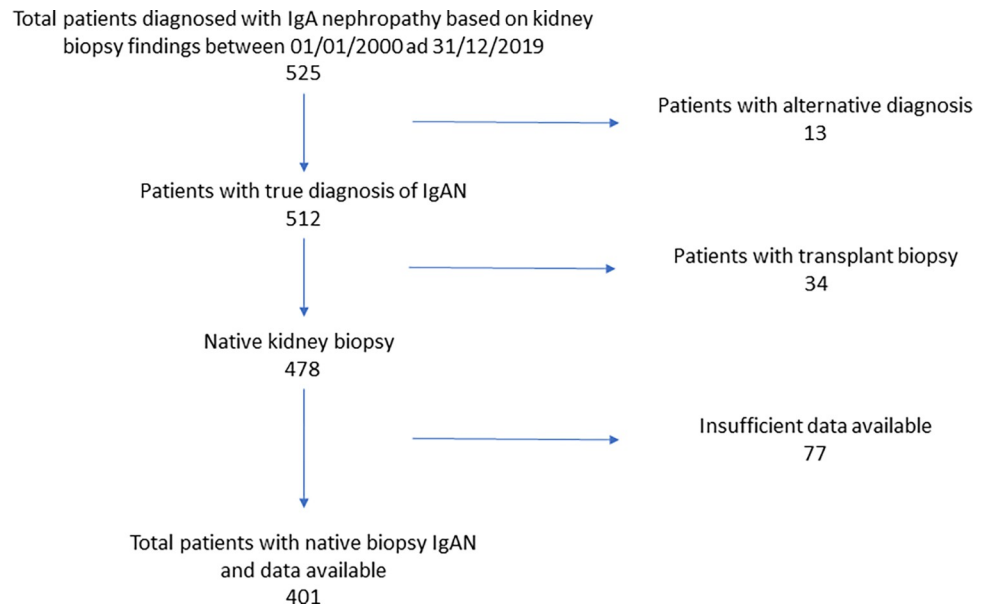 Total patients diagnosed with IgA nephropathy based on kidney
biopsy findings between 01/01/2000 ad 31/12/2019
525
Patients with alternative diagnosis
13
Patients with true diagnosis of IgAN
512
Patients with transplant biopsy
34
Native kidney biopsy
478
Insufficient data available
77
Total patients with native biopsy IgAN
and data available
401